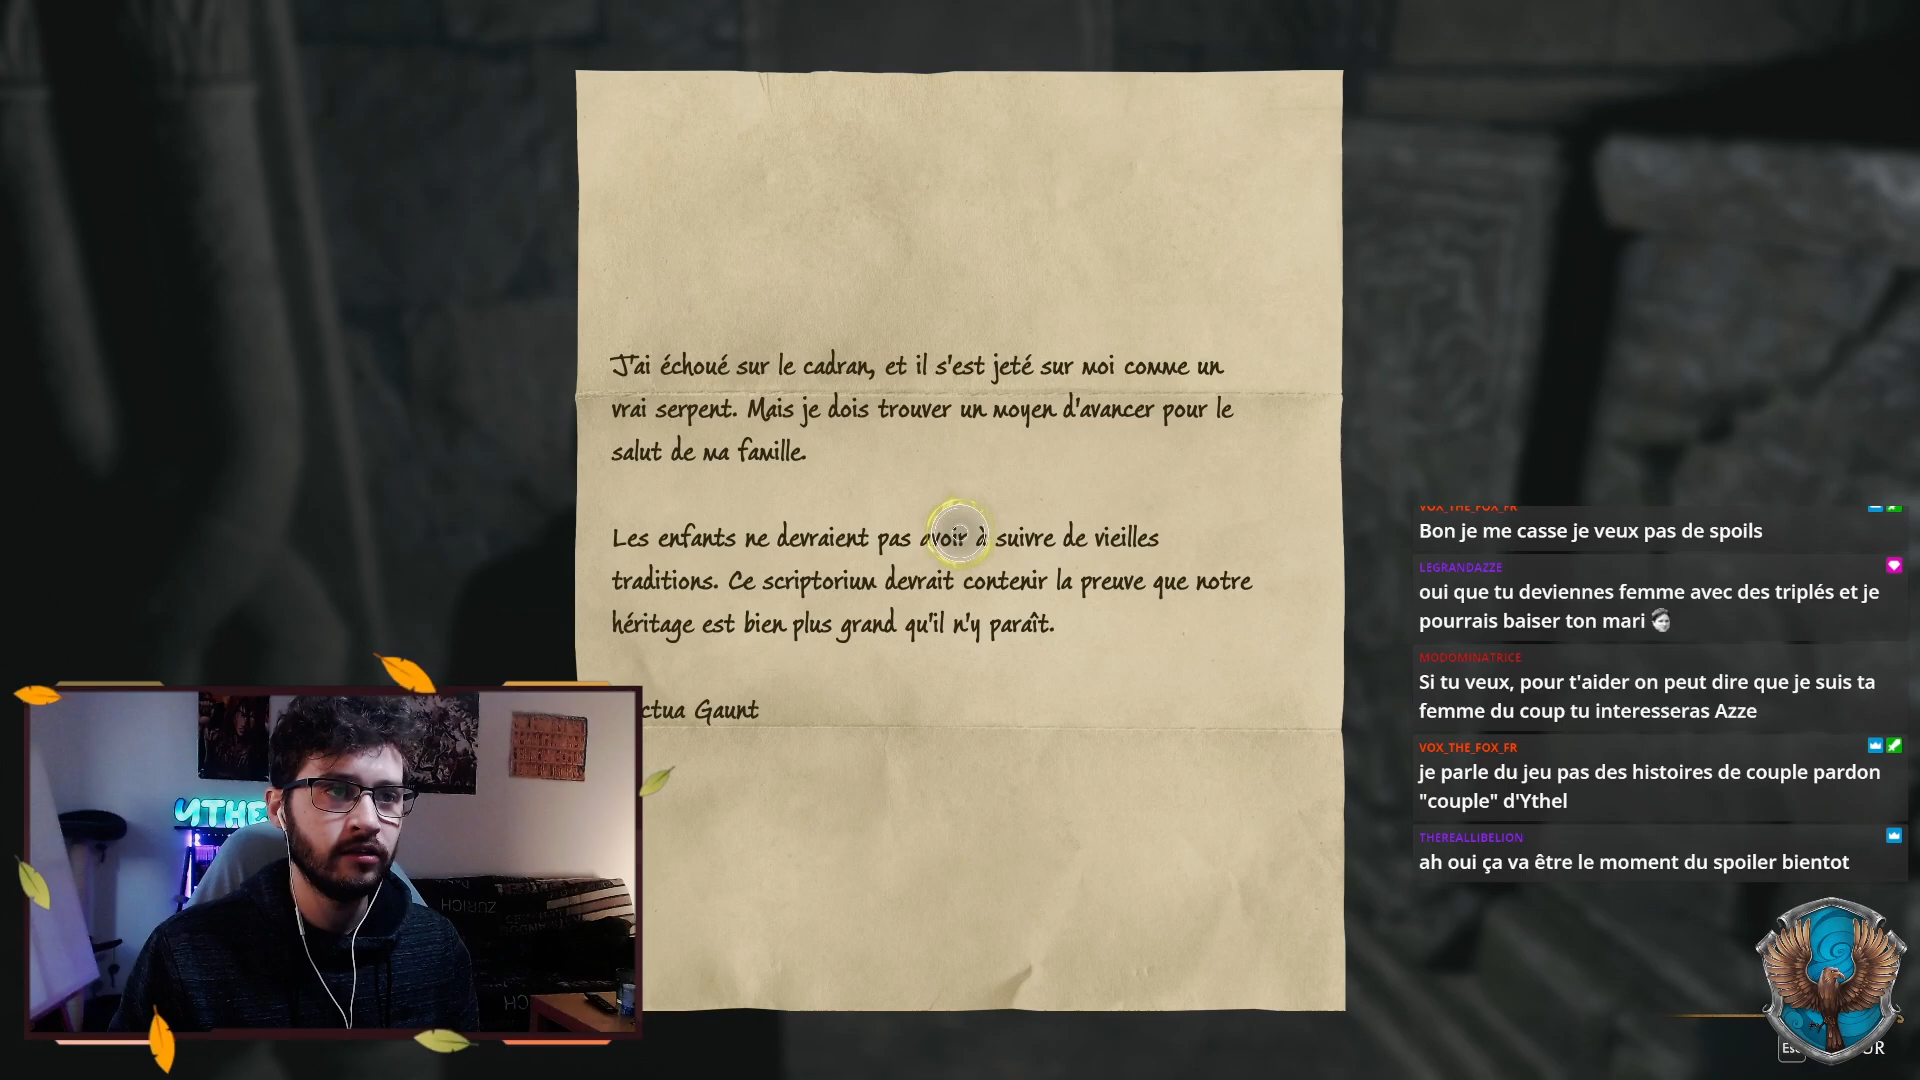 J'ai échoué sur le cadran, et il s'est jeté sur moi comme un
vrai serpent. Mais je dois trouver un moyen d'avancer pour le
salut de ma famille.
Les enfants ne devraient pas avoir à suivre de vieilles
traditions. Ce scriptorium devrait contenir la preuve que notre
héritage est bien plus grand qu'il n'y paraît.
ctua Gaunt
YTHE
ZURICH
VOX_THE_FOX_FR
Bon je me casse je veux pas de spoils
LEGRANDAZZE
oui que tu deviennes femme avec des triplés et je
pourrais baiser ton mari
MODOMINATRICE
Si tu veux, pour t'aider on peut dire que je suis ta
femme du coup tu interesseras Azze
VOX_THE_FOX_FR
je parle du jeu pas des histoires de couple pardon
"couple" d'Ythel
THEREALLIBELION
ah oui ça va être le moment du spoiler bientot